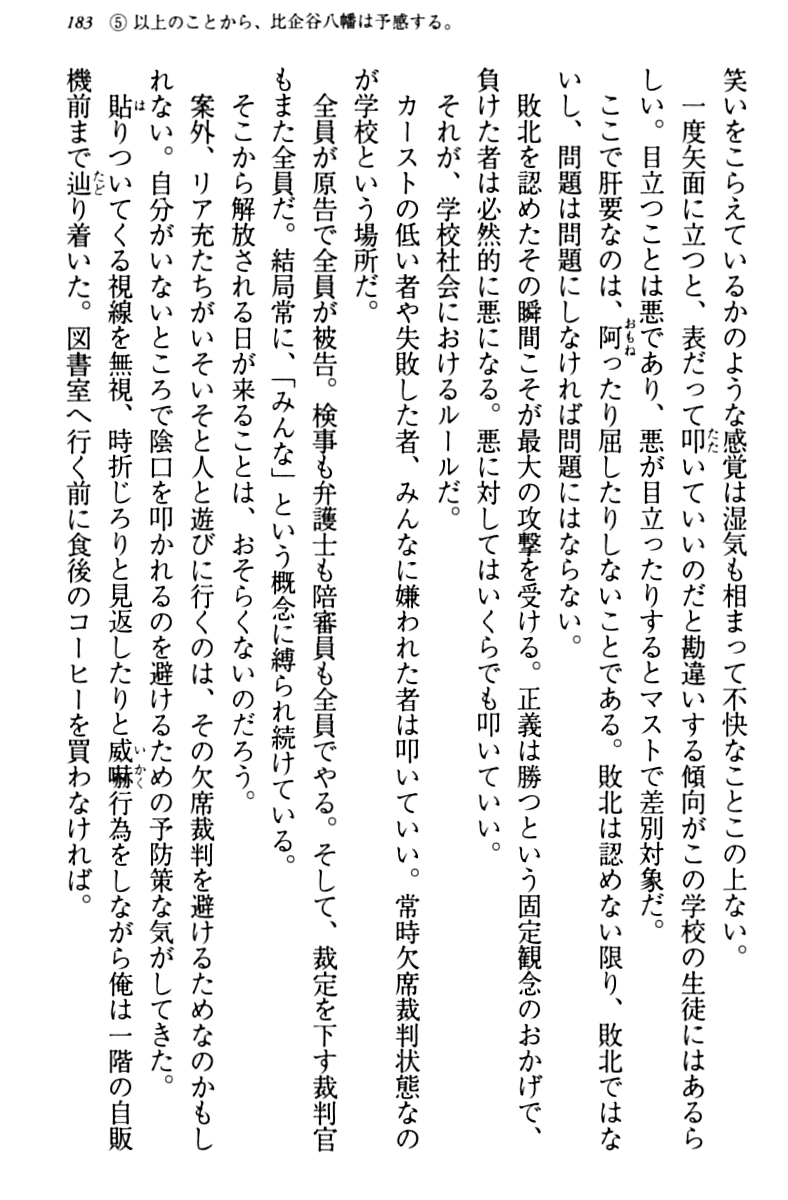 183 ⑤ 以上のことから、比企谷八幡は予感する。
笑いをこらえているかのような感覚は湿気も相まって不快なことこの上ない。
一度矢面に立つと、表だって叩いていいのだと勘違いする傾向がこの学校の生徒にはあるら
しい。目立つことは悪であり、悪が目立ったりするとマストで差別対象だ。
ここで肝要なのは、阿ったり屈したりしないことである。敗北は認めない限り、敗北ではな
いし、問題は問題にしなければ問題にはならない。
敗北を認めたその瞬間こそが最大の攻撃を受ける。正義は勝つという固定観念のおかげで、
負けた者は必然的に悪になる。悪に対してはいくらでも叩いていい。
それが、学校社会におけるルールだ。
カーストの低い者や失敗した者、みんなに嫌われた者は叩いていい。常時欠席裁判状態なの
が学校という場所だ。
全員が原告で全員が被告。検事も弁護士も陪審員も全員でやる。そして、裁定を下す裁判官
もまた全員だ。結局常に、「みんな」という概念に縛られ続けている。
そこから解放される日が来ることは、おそらくないのだろう。
案外、リア充たちがいそいそと人と遊びに行くのは、その欠席裁判を避けるためなのかもし
れない。自分がいないところで陰口を叩かれるのを避けるための予防策な気がしてきた。
貼りついてくる視線を無視、時折じろりと見返したりと威嚇行為をしながら俺は一階の自販
機前まで辿り着いた。図書室へ行く前に食後のコーヒーを買わなければ。